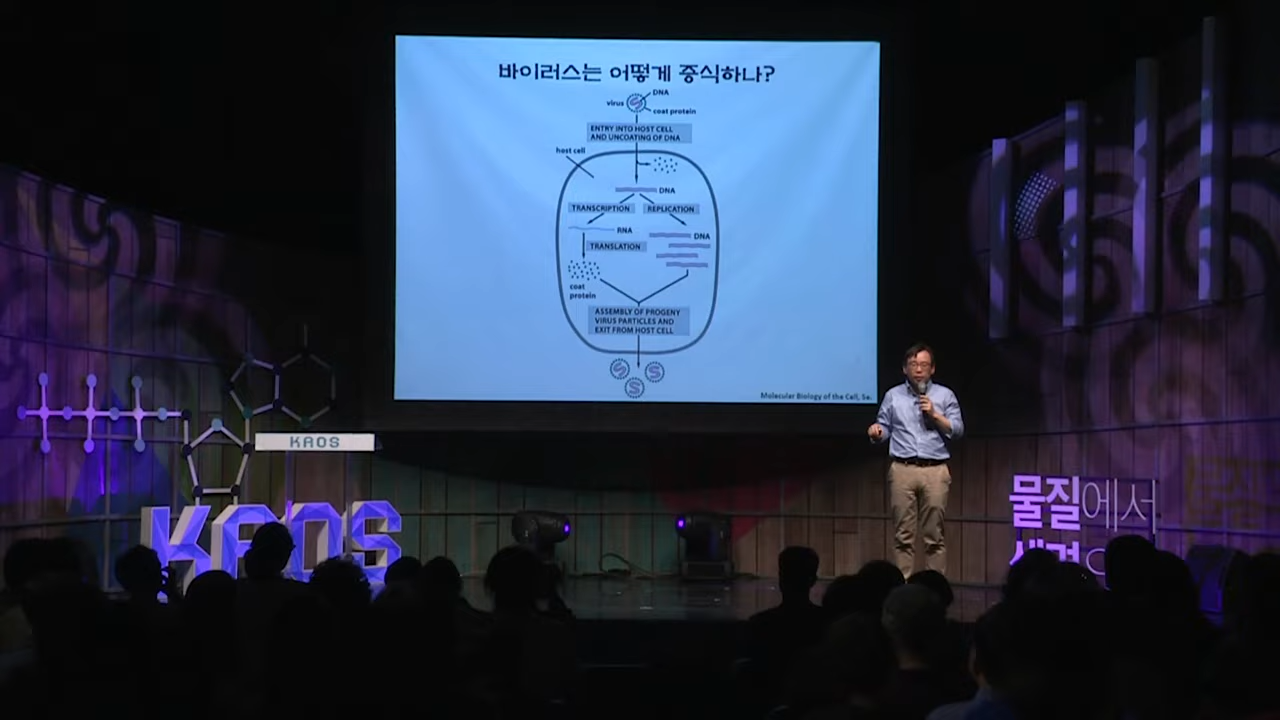 바이러스는 어떻게 증식하나?
DNA
virus
coat protein
ENTRY INTO HOST CELL
AND UNCOATING OF DNA
host cell
DNA
TRANSCRIPTION
REPLICATION
RNA
DNA
TRANSLATION
coat
protein
ASSEMBLY OF PROGENY
VIRUS PARTICLES AND
EXIT FROM HOST CELL
Molecular Biology of the Cell, 5e.
KAOS
KAOS
물질에서